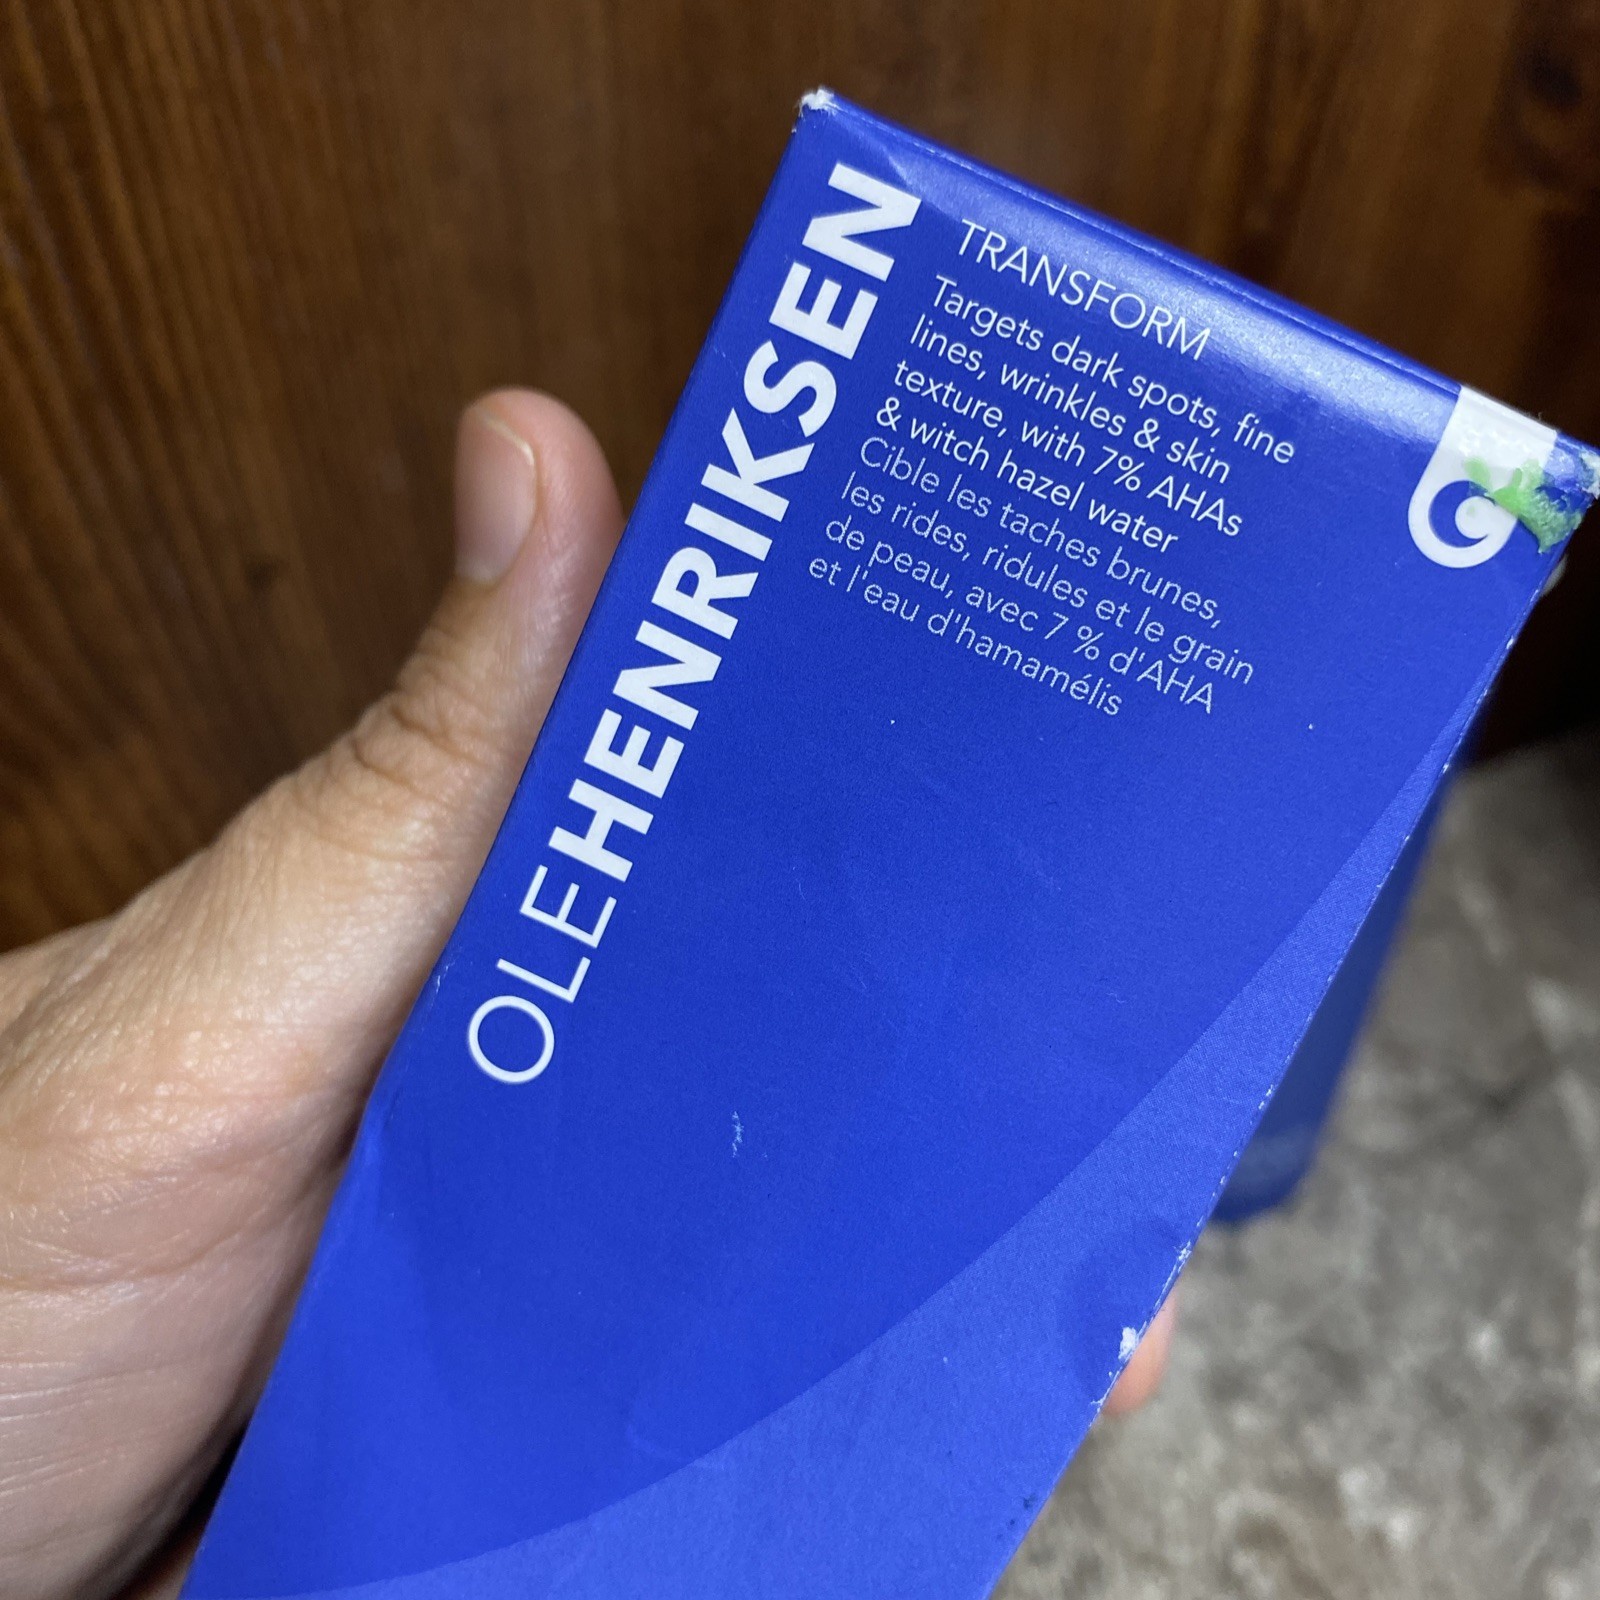 OLEHENRIKSEN
TRANSFORM
Targets dark spots, fine
lines, wrinkles & skin
texture, with 7% AHAs
& witch hazel water
Cible les taches brunes,
les rides, ridules et le grain
de peau, avec 7 % d'AHA
et l'eau d'hamamélis